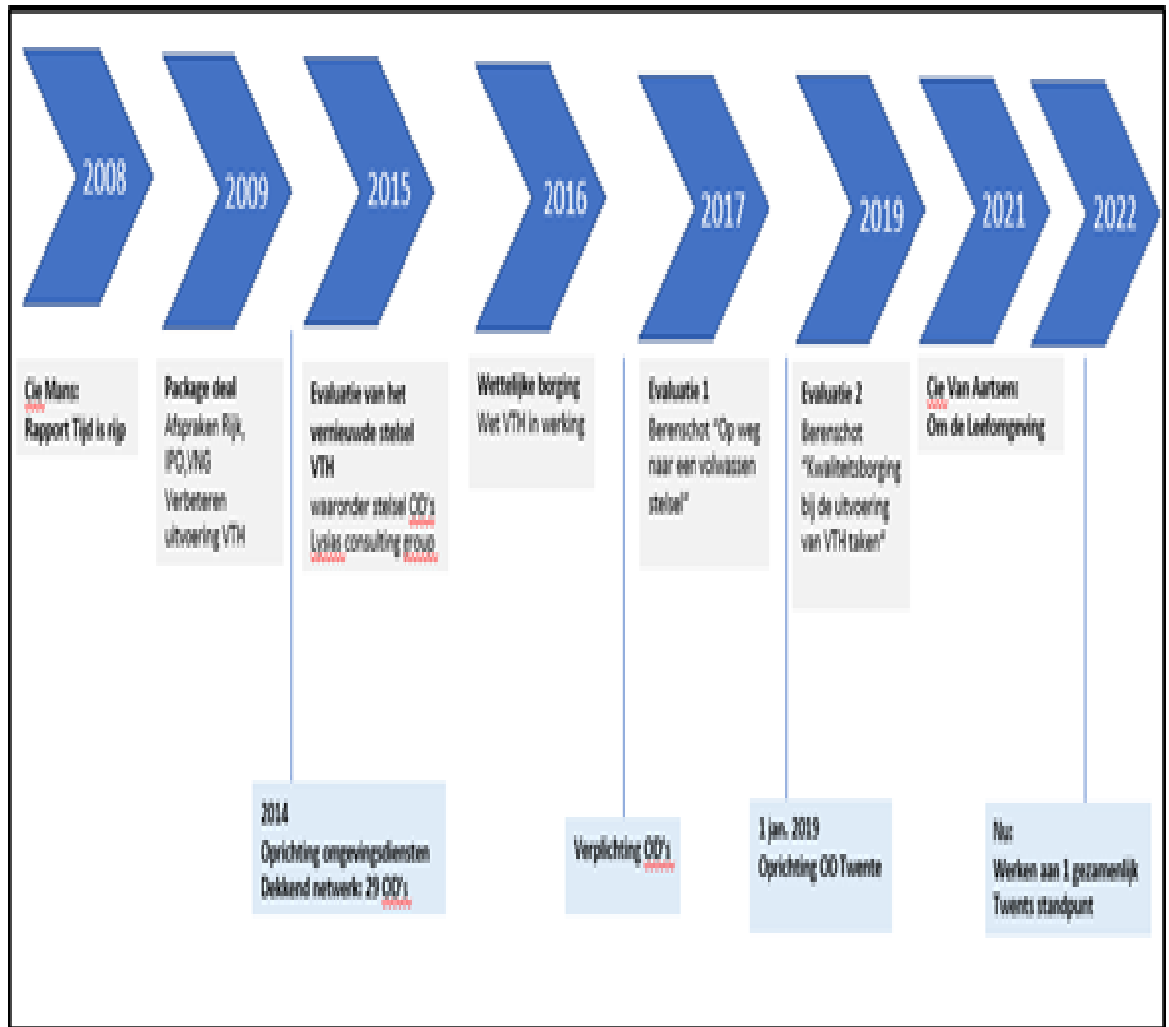 2008
2009
2015
2016
2017
2019
2021
2022
Cie Mans:
Rapport Tijd is rijp
Package deal
Afspraken Rijk,
IPO,VNG
Verbeteren
uitvoering VTH
Evaluatie van het
vernieuwde stelsel
VTH
waaronder stelsel OD's
Lysias consulting group
Wettelijke borging
Wet VTH in werking
Evaluatie 1
Berenschot "Op weg
naar een volwassen
stelsel"
Evaluatie 2
Berenschot
"Kwaliteitsborging
bij de uitvoering
van VTH taken"
Cie Van Aartsen:
Om de Leefomgeving
2014
Oprichting omgevingsdiensten
Dekkend netwerk: 29 OD's
Verplichting OD's
1 jan. 2019
Oprichting OD Twente
Nu:
Werken aan 1 gezamenlijk
Twents standpunt